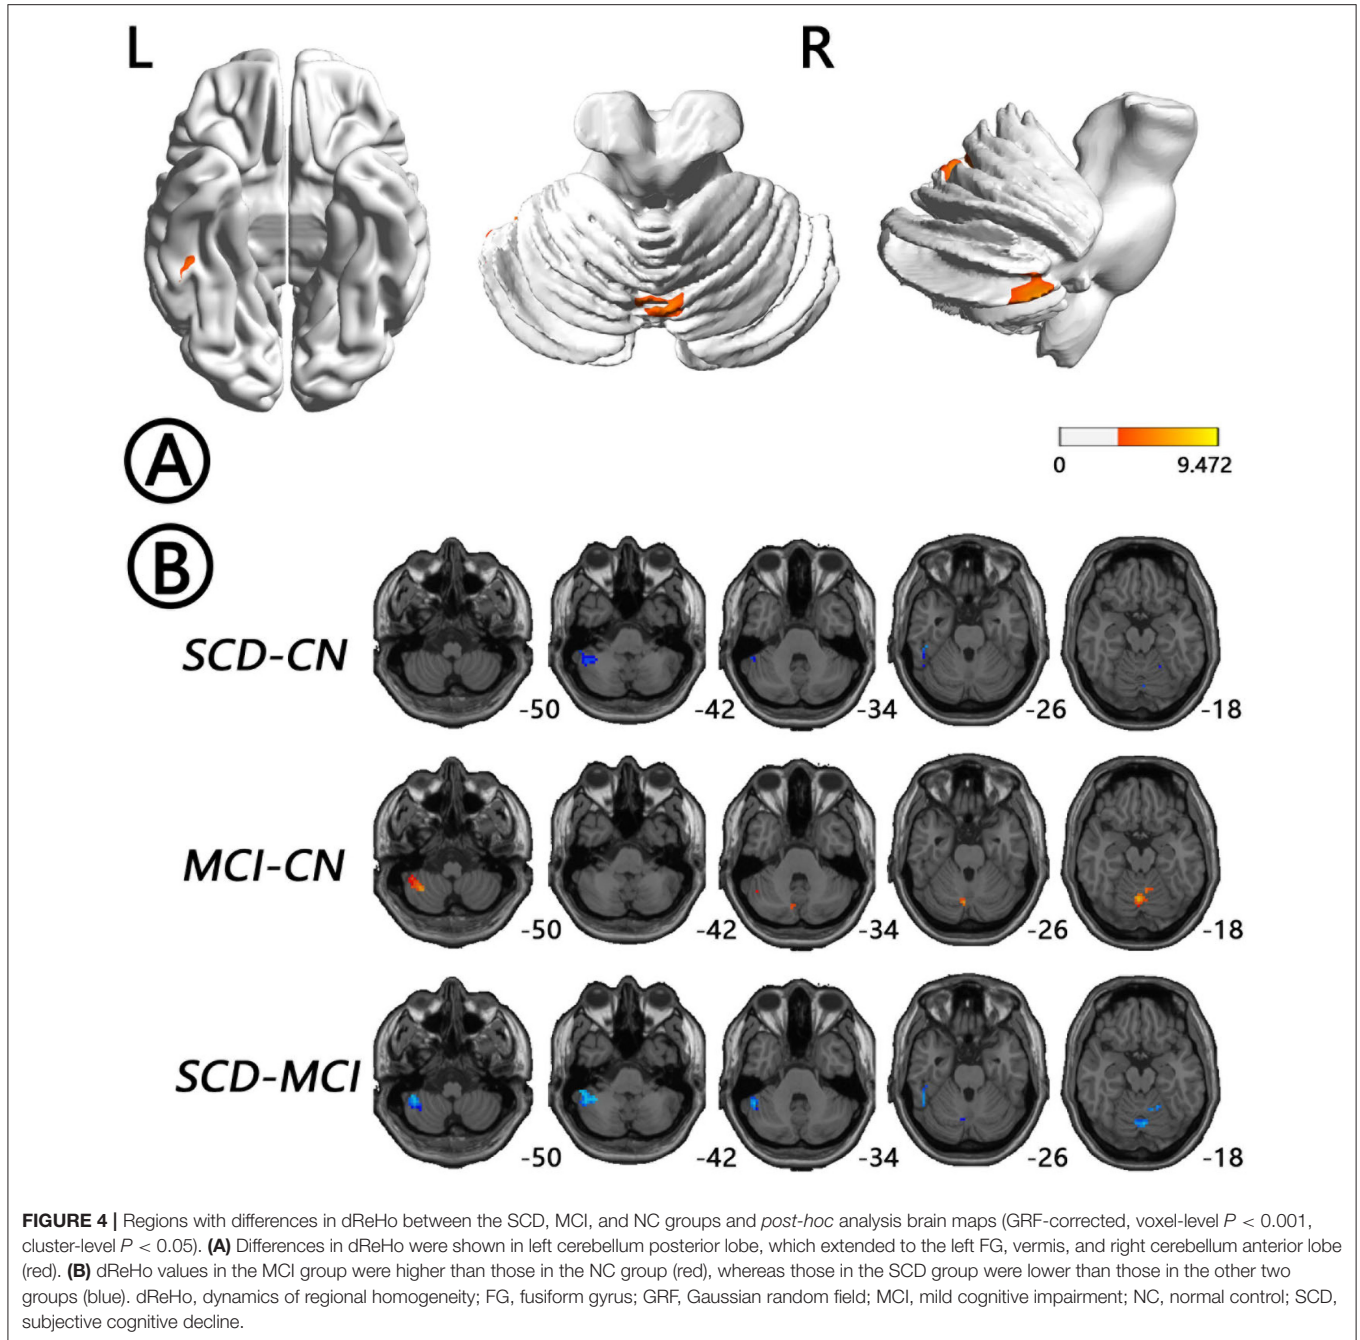 L R
0 9.472
A
B
SCD-CN -50 -42 -34 -26 -18
MCI-CN -50 -42 -34 -26 -18
SCD-MCI -50 -42 -34 -26 -18
FIGURE 4 | Regions with differences in dReHo between the SCD, MCI, and NC groups and post-hoc analysis brain maps (GRF-corrected, voxel-level P < 0.001,
cluster-level P < 0.05). (A) Differences in dReHo were shown in left cerebellum posterior lobe, which extended to the left FG, vermis, and right cerebellum anterior lobe
(red). (B) dReHo values in the MCI group were higher than those in the NC group (red), whereas those in the SCD group were lower than those in the other two
groups (blue). dReHo, dynamics of regional homogeneity; FG, fusiform gyrus; GRF, Gaussian random field; MCI, mild cognitive impairment; NC, normal control; SCD,
subjective cognitive decline.